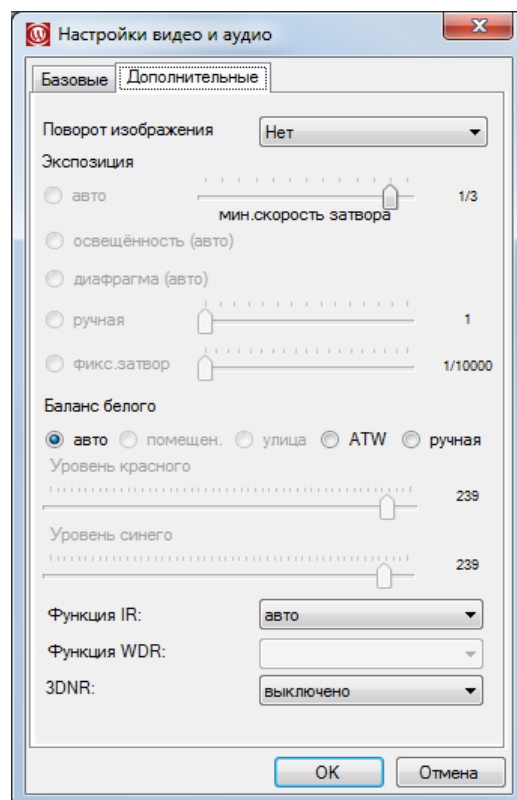 Настройки видео и аудио
Базовые Дополнительные
Поворот изображения Нет
Экспозиция
авто 1/3
мин.скорость затвора
освещённость (авто)
диафрагма (авто)
ручная 1
фикс.затвор 1/10000
Баланс белого
авто помещен. улица ATW ручная
Уровень красного
239
Уровень синего
239
Функция IR: авто
Функция WDR:
3DNR: выключено
OK Отмена